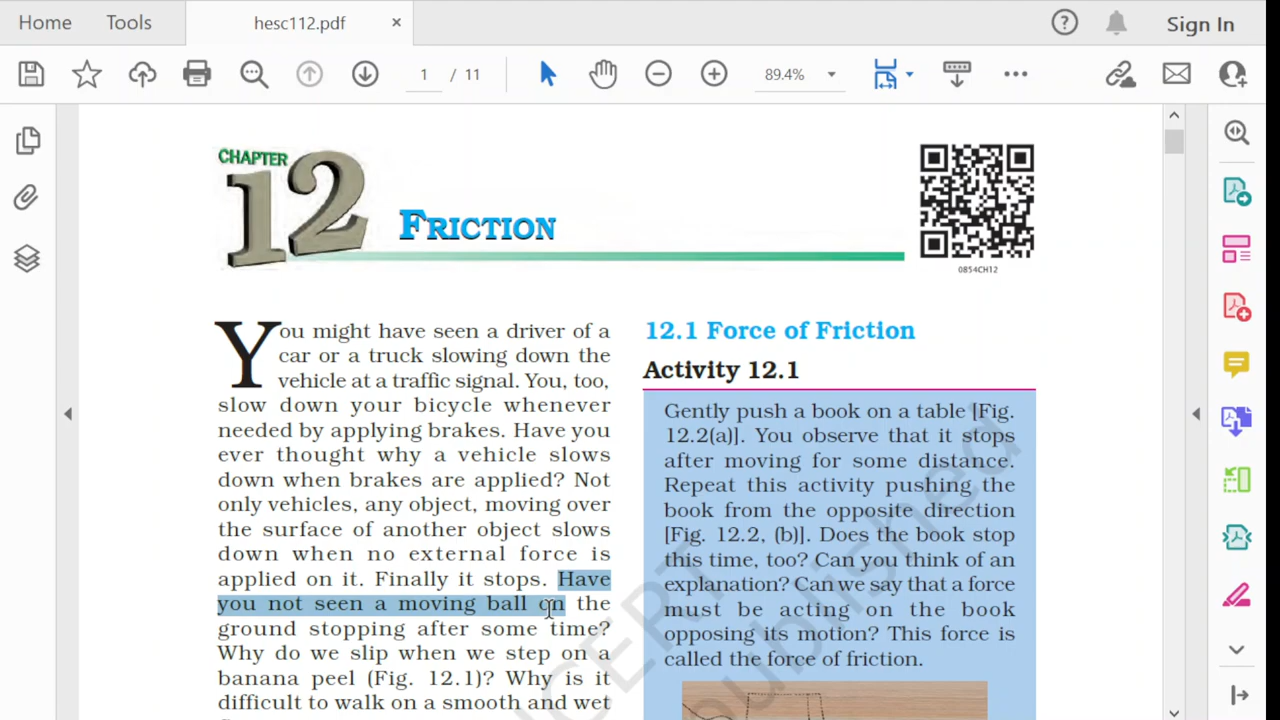 Home
Tools
hesc112.pdf
Sign In
1 / 11
89.4%
CHAPTER
12
FRICTION
0854CH12
You might have seen a driver of a
car or a truck slowing down the
vehicle at a traffic signal. You, too,
slow down your bicycle whenever
needed by applying brakes. Have you
ever thought why a vehicle slows
down when brakes are applied? Not
only vehicles, any object, moving over
the surface of another object slows
down when no external force is
applied on it. Finally it stops. Have
you not seen a moving ball on the
ground stopping after some time?
Why do we slip when we step on a
banana peel (Fig. 12.1)? Why is it
difficult to walk on a smooth and wet
12.1 Force of Friction
Activity 12.1
Gently push a book on a table [Fig.
12.2(a)]. You observe that it stops
after moving for some distance.
Repeat this activity pushing the
book from the opposite direction
[Fig. 12.2, (b)]. Does the book stop
this time, too? Can you think of an
explanation? Can we say that a force
must be acting on the book
opposing its motion? This force is
called the force of friction.